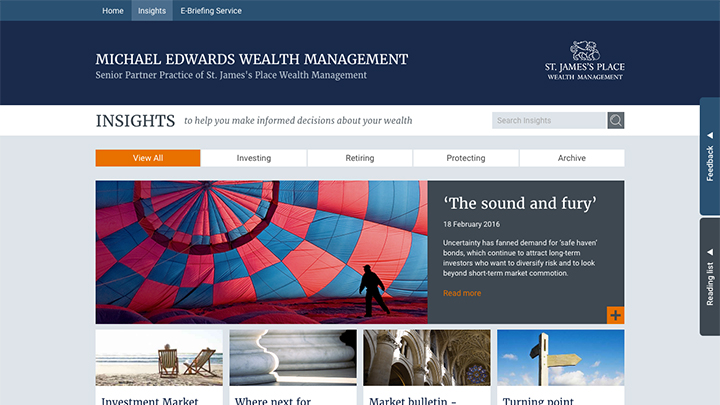 Home Insights E-Briefing Service
MICHAEL EDWARDS WEALTH MANAGEMENT
Senior Partner Practice of St. James's Place Wealth Management
ST. JAMES'S PLACE
WEALTH MANAGEMENT
INSIGHTS to help you make informed decisions about your wealth
Search Insights
View All Investing Retiring Protecting Archive
‘The sound and fury’
18 February 2016
Uncertainty has fanned demand for ‘safe haven’
bonds, which continue to attract long-term
investors who want to diversify risk and to look
beyond short-term market commotion.
Read more
Feedback
Reading list
Investment Market
Where next for
Market bulletin -
Turning point